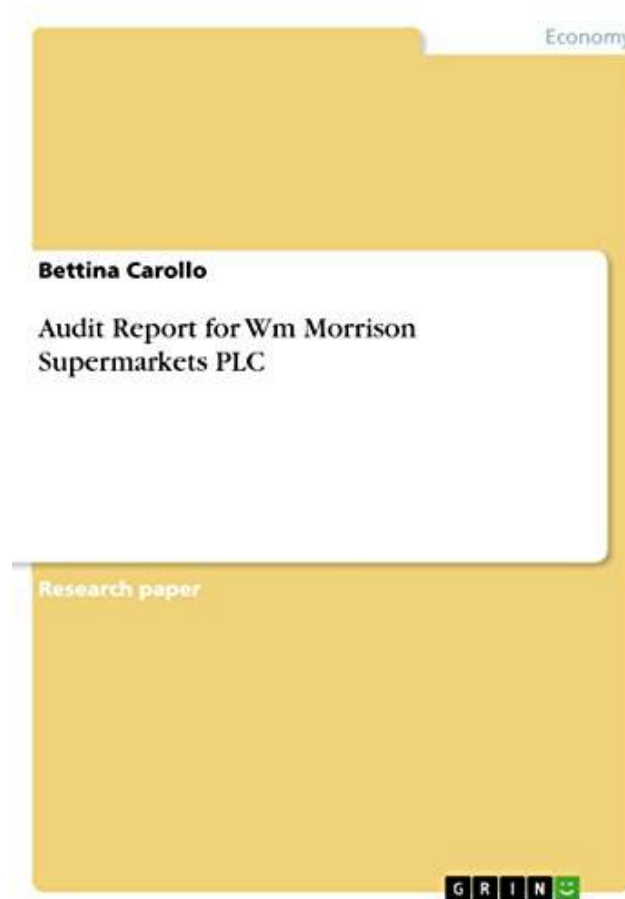 Economy
Bettina Carollo
Audit Report for Wm Morrison
Supermarkets PLC
Research paper
GRIN